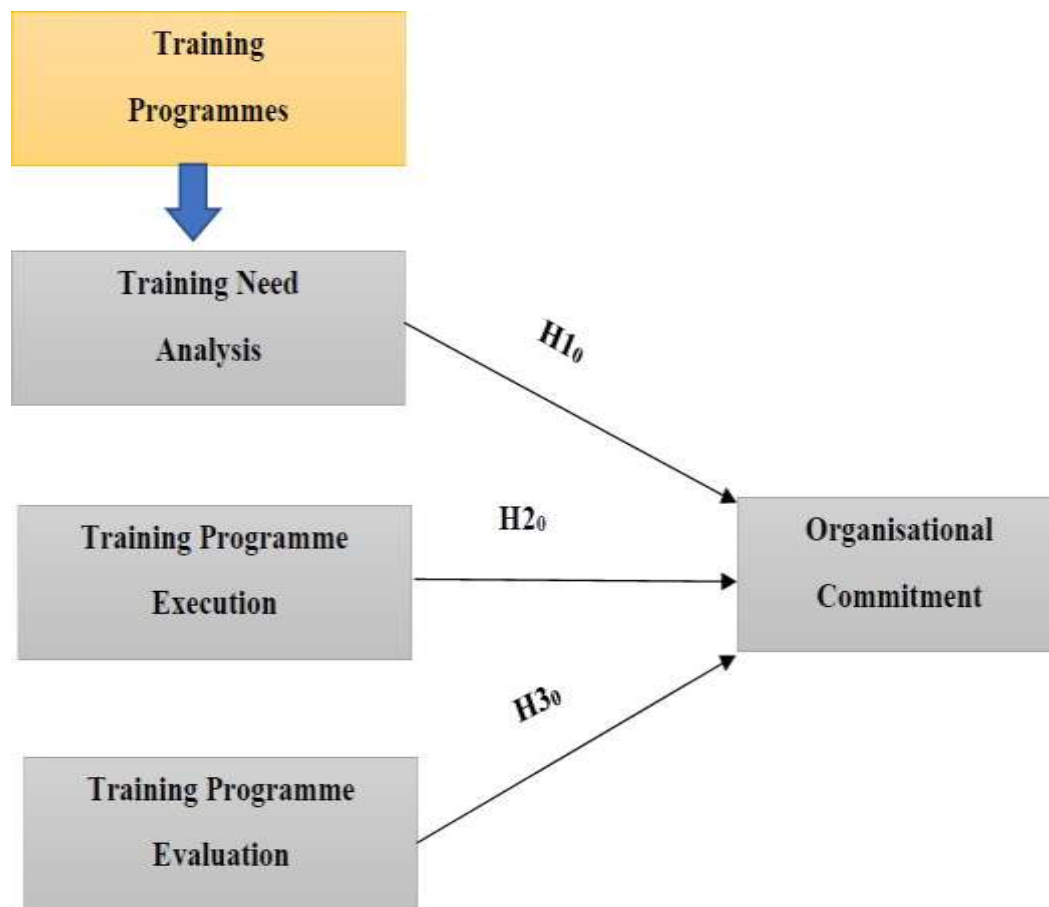 Training
Programmes
Training Need
Analysis
H1₀
Training Programme
Execution
H2₀
Organisational
Commitment
H3₀
Training Programme
Evaluation